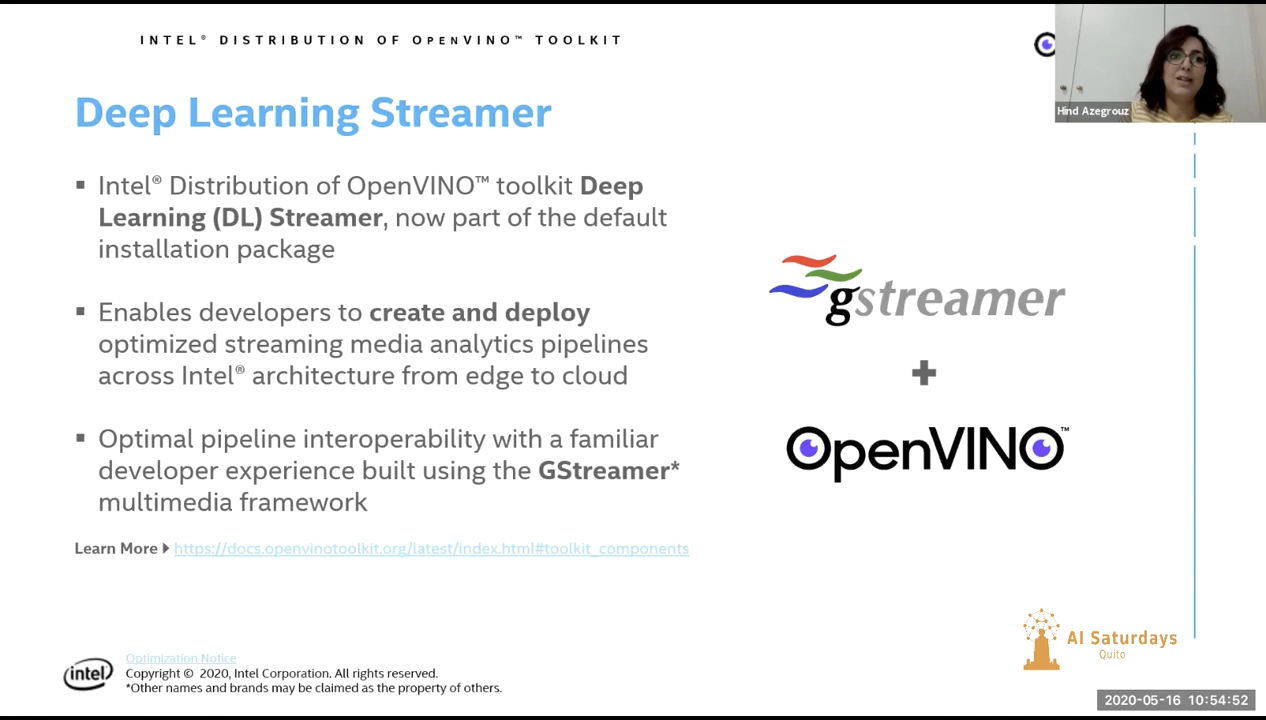 INTEL® DISTRIBUTION OF OPENVINO™ TOOLKIT
Hind Azegrouz
Deep Learning Streamer
▪ Intel® Distribution of OpenVINO™ toolkit Deep
Learning (DL) Streamer, now part of the default
installation package
▪ Enables developers to create and deploy
optimized streaming media analytics pipelines
across Intel® architecture from edge to cloud
▪ Optimal pipeline interoperability with a familiar
developer experience built using the GStreamer*
multimedia framework
Learn More https://docs.openvinotoolkit.org/latest/index.html#toolkit_components
gstreamer
+
OpenVINO™
AI Saturdays
Quito
intel
Optimization Notice
Copyright © 2020, Intel Corporation. All rights reserved.
*Other names and brands may be claimed as the property of others.
2020-05-16 10:54:52